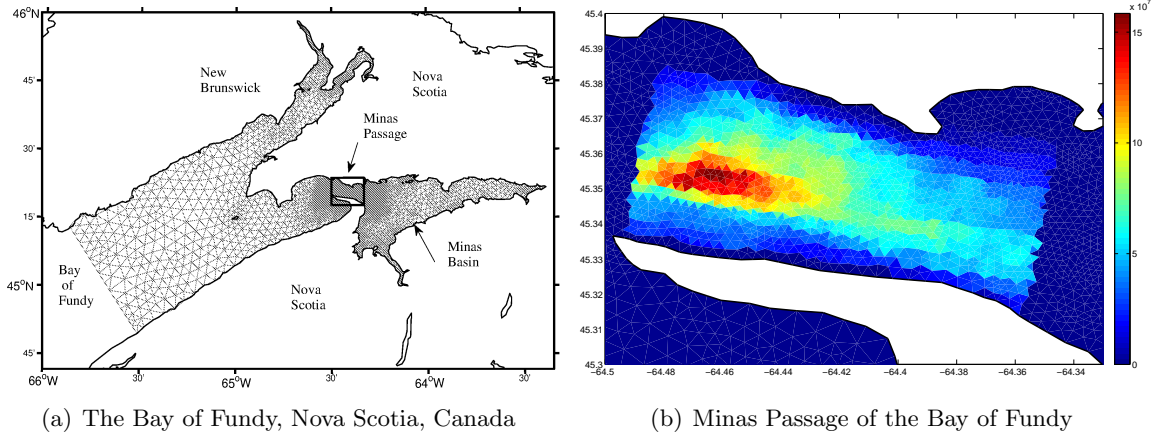 46°N
45'
30'
15'
45°N
45'
66°W
30'
65°W
30'
64°W
30'
New
Brunswick
Nova
Scotia
Minas
Passage
Minas
Basin
Bay
of
Fundy
Nova
Scotia
(a) The Bay of Fundy, Nova Scotia, Canada
45.4
45.39
45.38
45.37
45.36
45.35
45.34
45.33
45.32
45.31
45.3
−64.5
−64.48
−64.46
−64.44
−64.42
−64.4
−64.38
−64.36
−64.34
x 10⁷
15
10
5
0
(b) Minas Passage of the Bay of Fundy